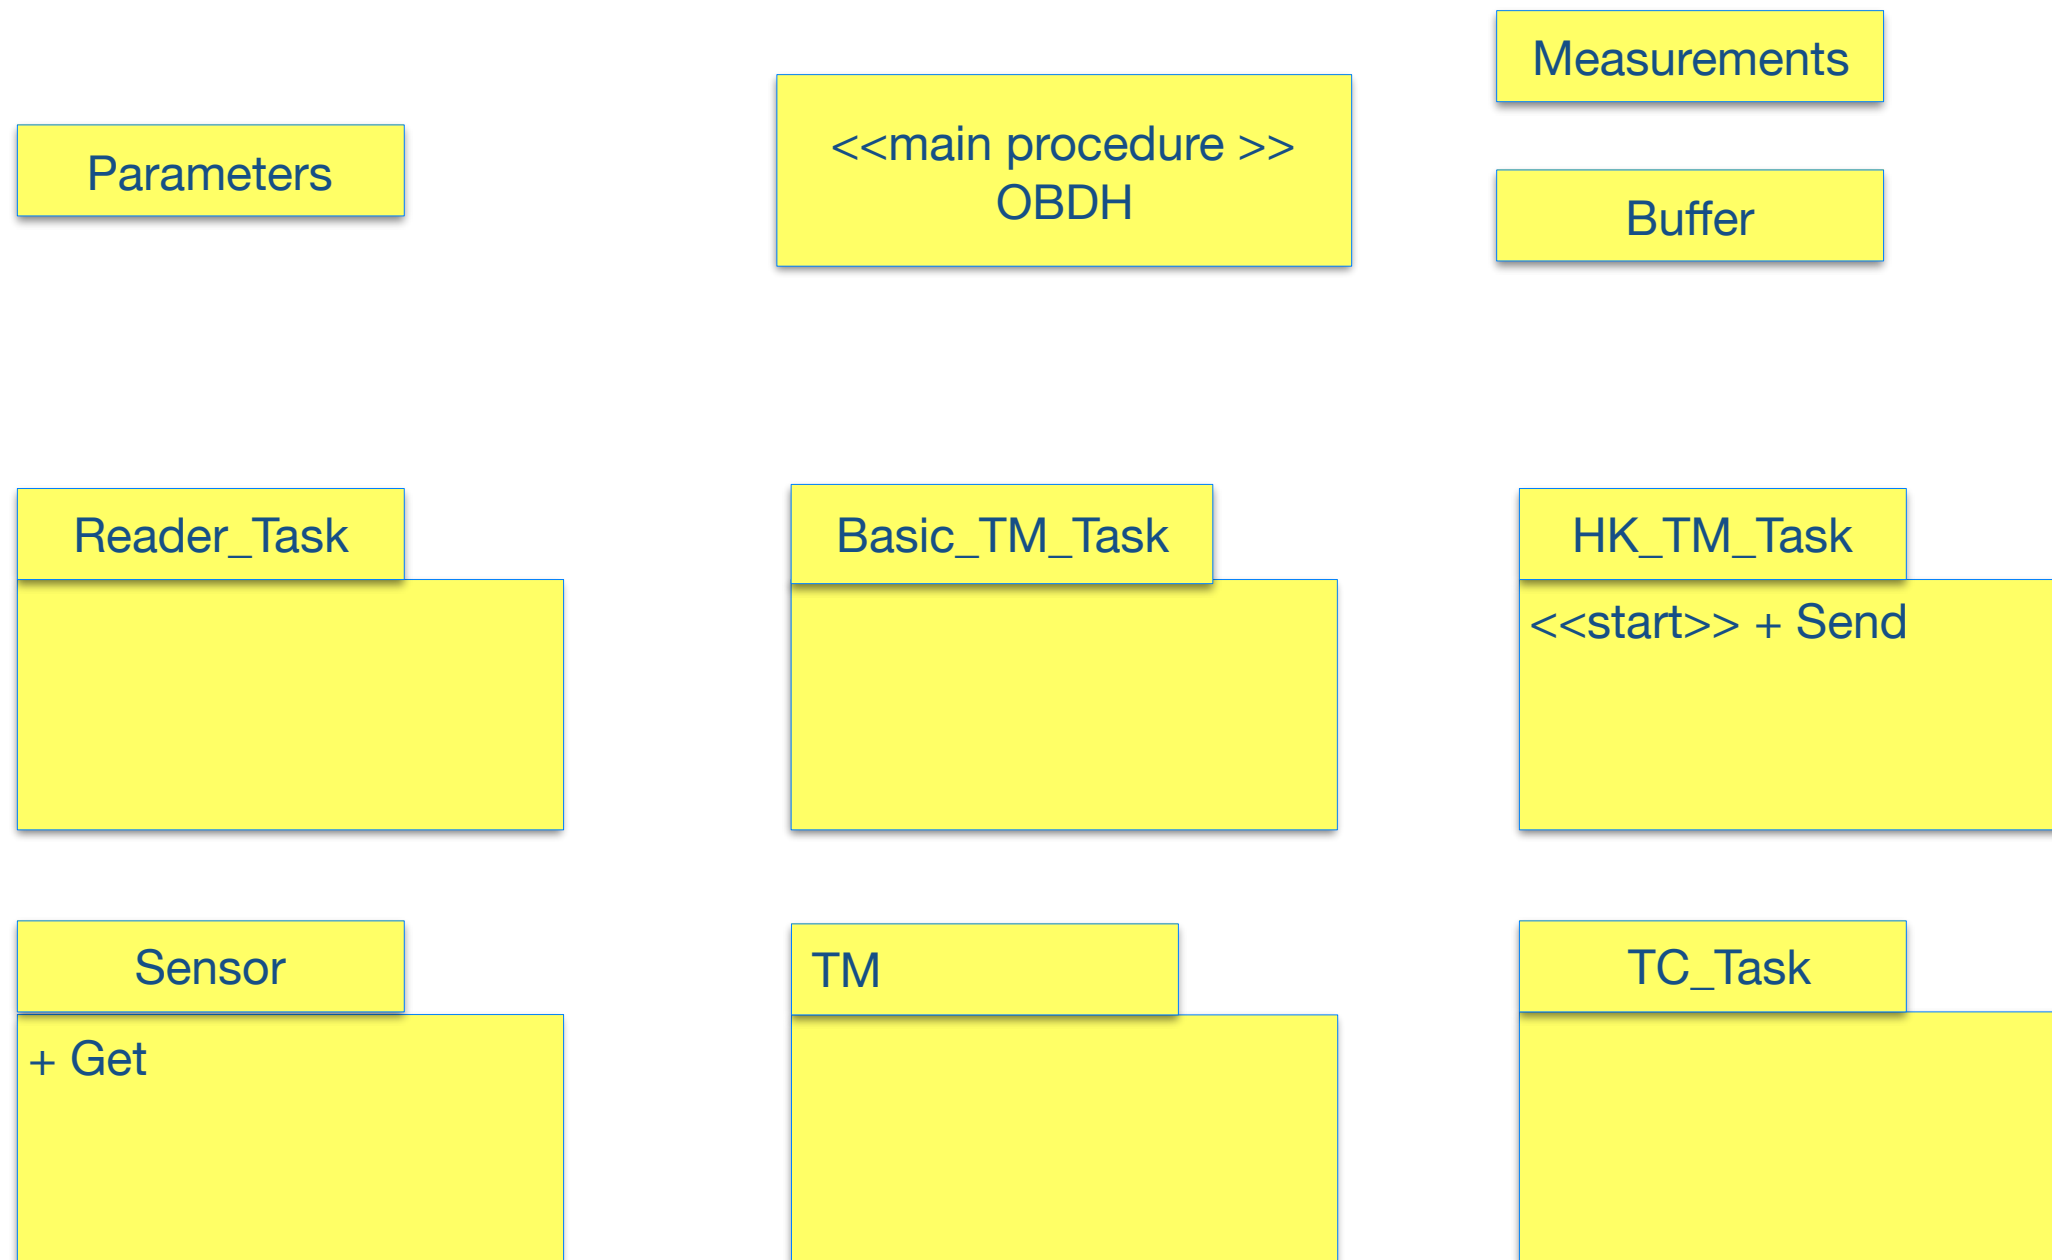 Measurements
<<main procedure >>
OBDH
Parameters
Buffer
Reader_Task
Basic_TM_Task
HK_TM_Task
<<start>> + Send
Sensor
TM
TC_Task
+ Get